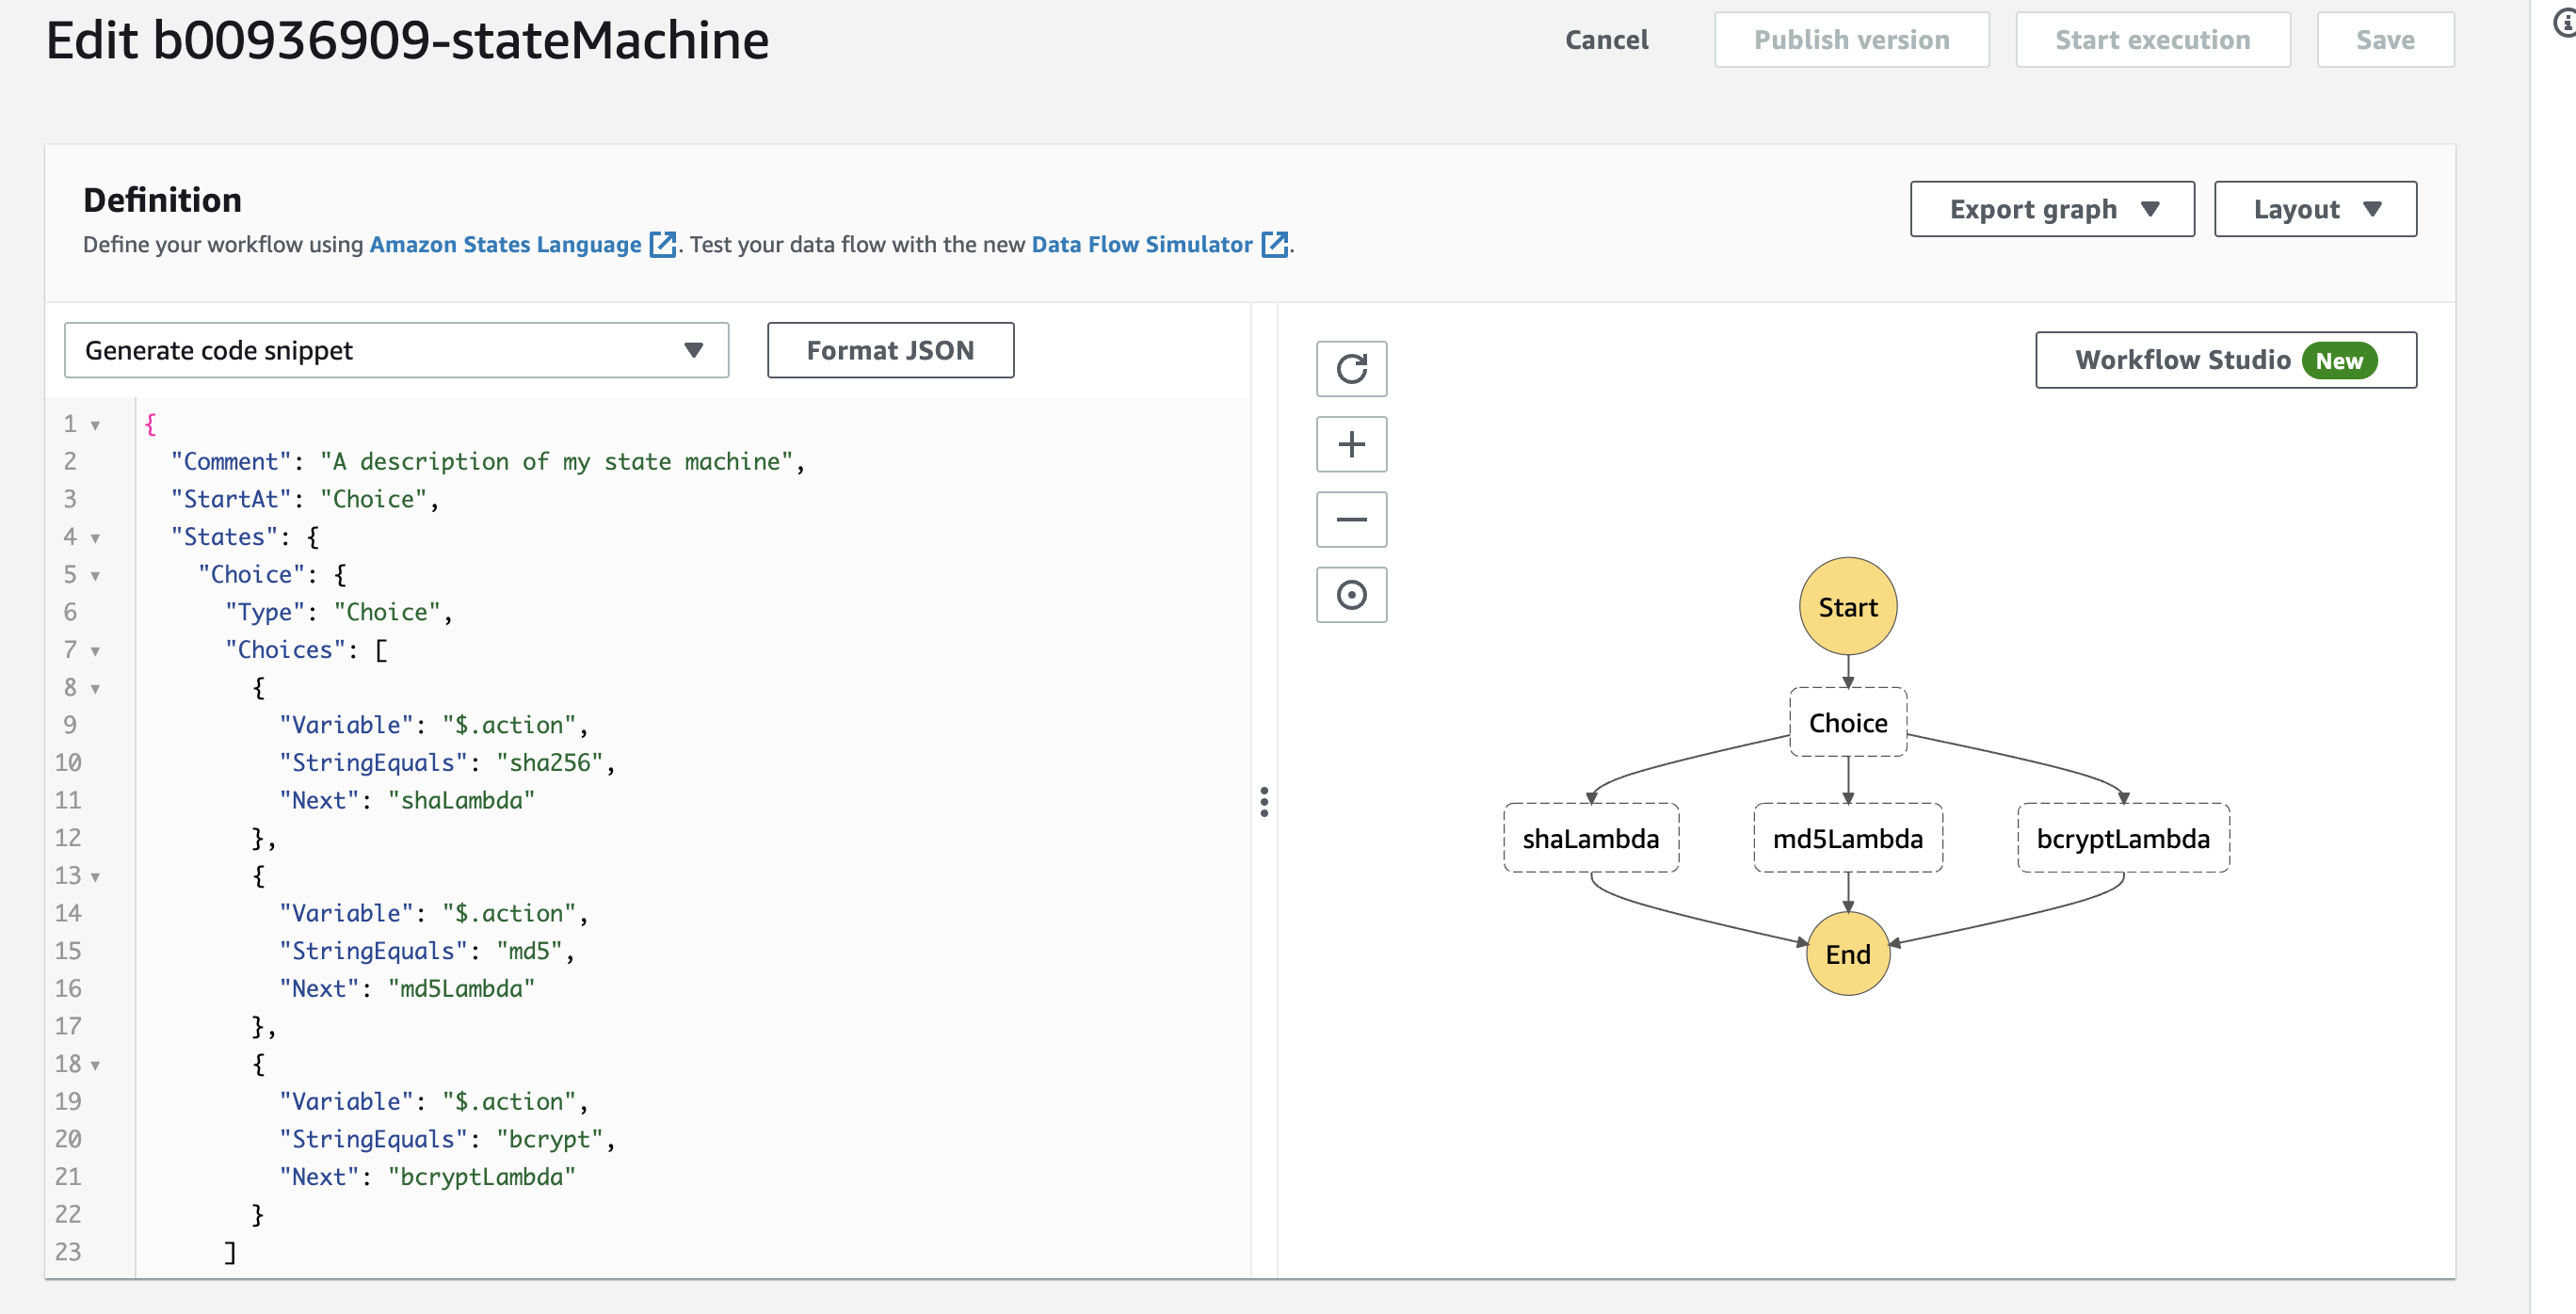 Edit b00936909-stateMachine
Cancel
Publish version
Start execution
Save
Definition
Define your workflow using Amazon States Language. Test your data flow with the new Data Flow Simulator.
Export graph
Layout
Generate code snippet
Format JSON
1 {
2 "Comment": "A description of my state machine",
3 "StartAt": "Choice",
4 "States": {
5 "Choice": {
6 "Type": "Choice",
7 "Choices": [
8 {
9 "Variable": "$.action",
10 "StringEquals": "sha256",
11 "Next": "shaLambda"
12 },
13 {
14 "Variable": "$.action",
15 "StringEquals": "md5",
16 "Next": "md5Lambda"
17 },
18 {
19 "Variable": "$.action",
20 "StringEquals": "bcrypt",
21 "Next": "bcryptLambda"
22 }
23 ]
Workflow Studio New
Start
Choice
shaLambda
md5Lambda
bcryptLambda
End